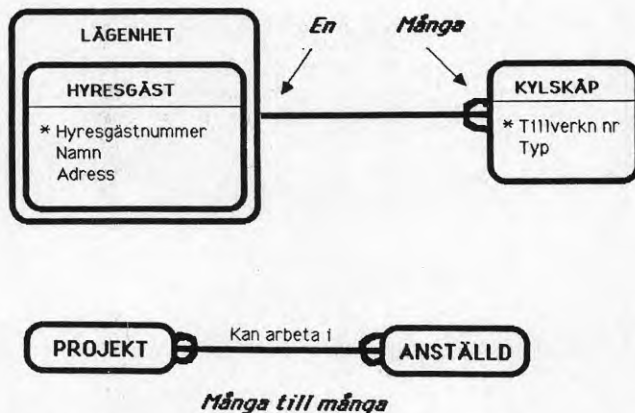 En Många
LÄGENHET
HYRESGÄST
* Hyresgästnummer
Namn
Adress
KYLSKÅP
* Tillverkn nr
Typ
Kan arbeta i
PROJEKT
ANSTÄLLD
Många till många